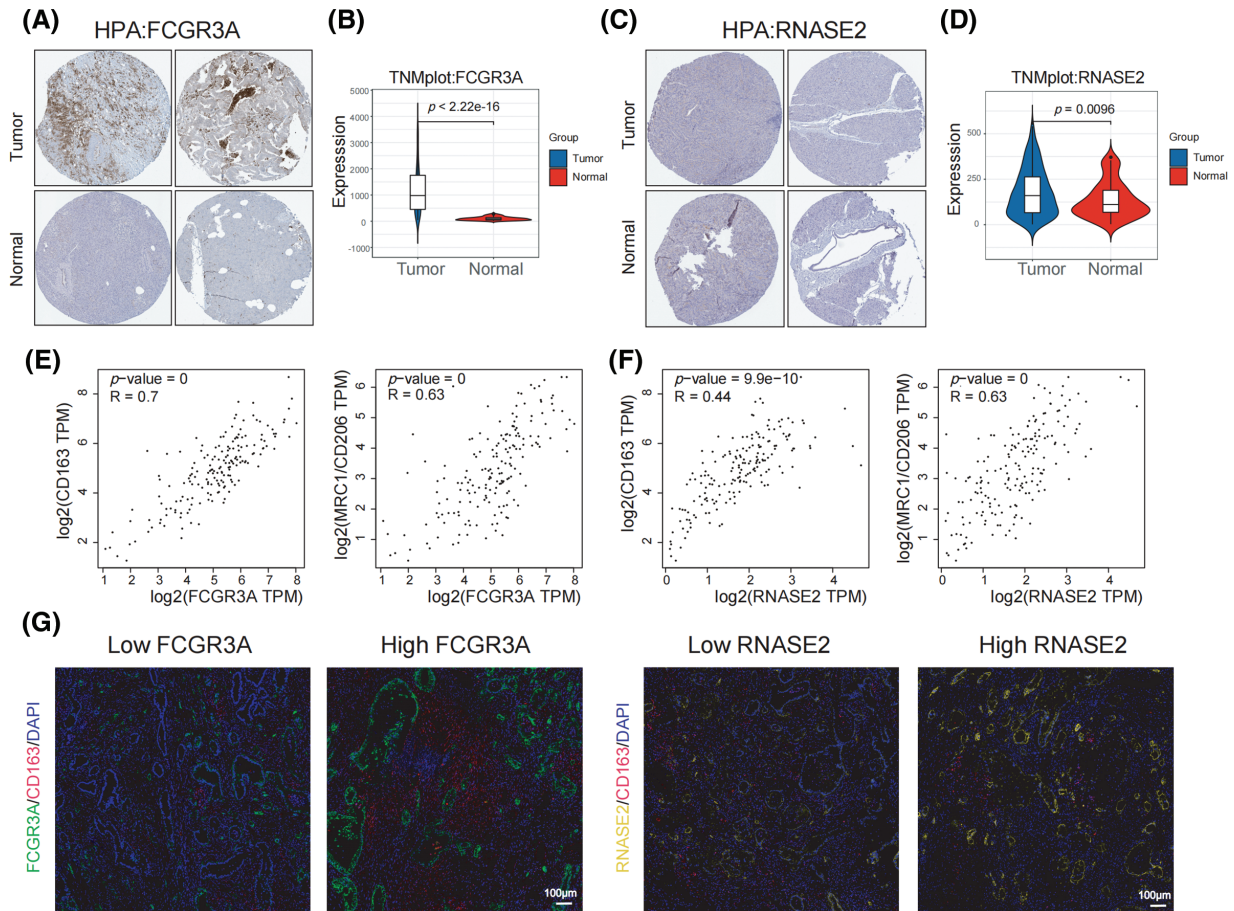 (A)
HPA:FCGR3A
Tumor
Normal
(B)
TNMplot:FCGR3A
Expresssion
5000
4000
3000
2000
1000
0
-1000
p < 2.22e-16
Tumor
Normal
Group
Tumor
Normal
(C)
HPA:RNASE2
Tumor
Normal
(D)
TNMplot:RNASE2
Expresssion
500
250
0
p = 0.0096
Tumor
Normal
Group
Tumor
Normal
(E)
p-value = 0
R = 0.7
log2(CD163 TPM)
8
6
4
2
1 2 3 4 5 6 7 8
log2(FCGR3A TPM)
p-value = 0
R = 0.63
log2(MRC1/CD206 TPM)
6
5
4
3
2
1
1 2 3 4 5 6 7 8
log2(FCGR3A TPM)
(F)
p-value = 9.9e-10
R = 0.44
log2(CD163 TPM)
8
6
4
2
0 1 2 3 4
log2(RNASE2 TPM)
p-value = 0
R = 0.63
log2(MRC1/CD206 TPM)
6
5
4
3
2
1
0 1 2 3 4
log2(RNASE2 TPM)
(G)
Low FCGR3A
High FCGR3A
Low RNASE2
High RNASE2
FCGR3A/CD163/DAPI
100μm
RNASE2/CD163/DAPI
100μm